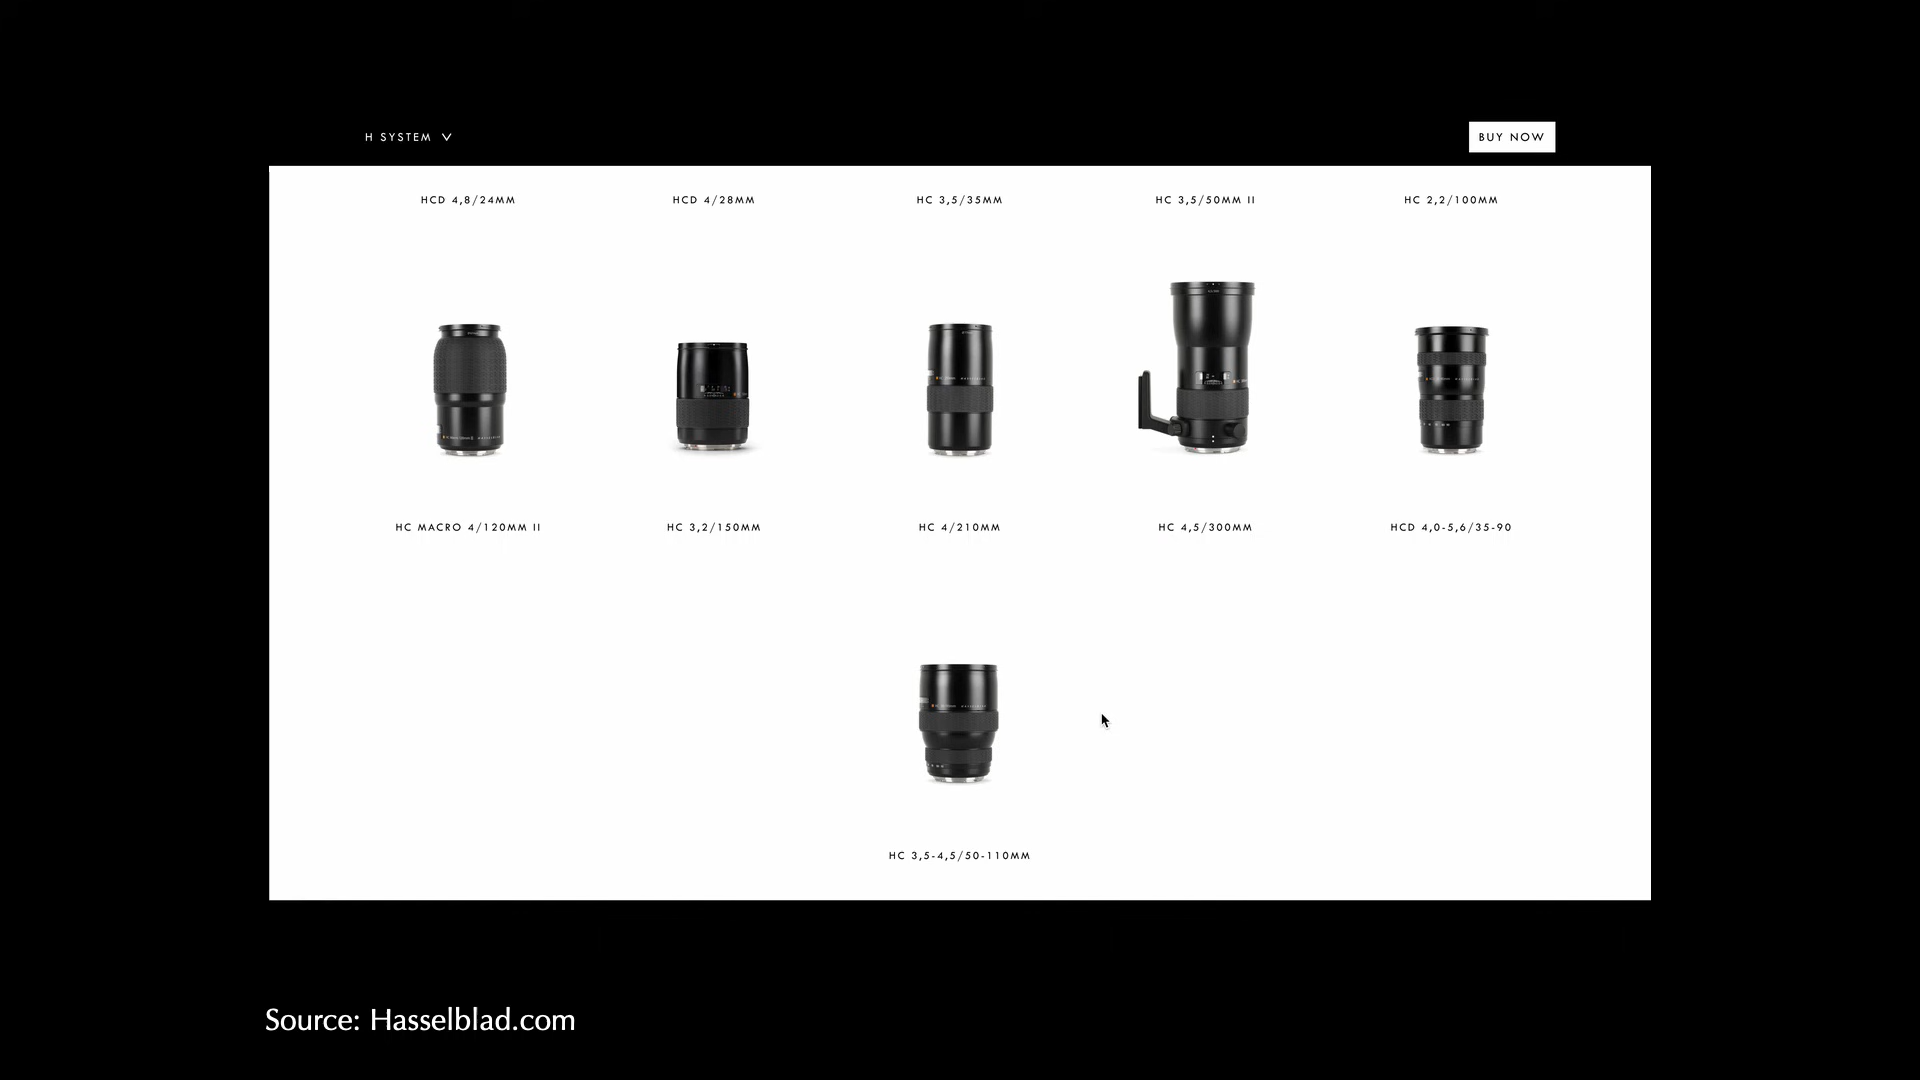 H SYSTEM
BUY NOW
HCD 4,8/24MM
HCD 4/28MM
HC 3,5/35MM
HC 3,5/50MM II
HC 2,2/100MM
HC MACRO 4/120MM II
HC 3,2/150MM
HC 4/210MM
HC 4,5/300MM
HCD 4,0-5,6/35-90
HC 3,5-4,5/50-110MM
Source: Hasselblad.com